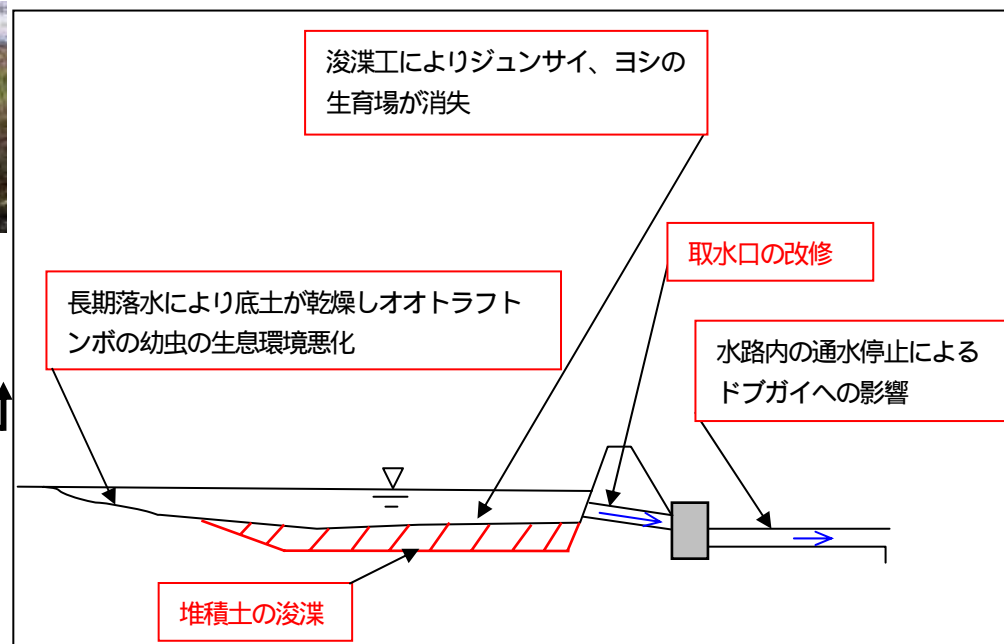 浚渫工によりジュンサイ、ヨシの
生育場が消失
取水口の改修
長期落水により底土が乾燥しオオトラフト
ンボの幼虫の生息環境悪化
水路内の通水停止による
ドブガイへの影響
堆積土の浚渫